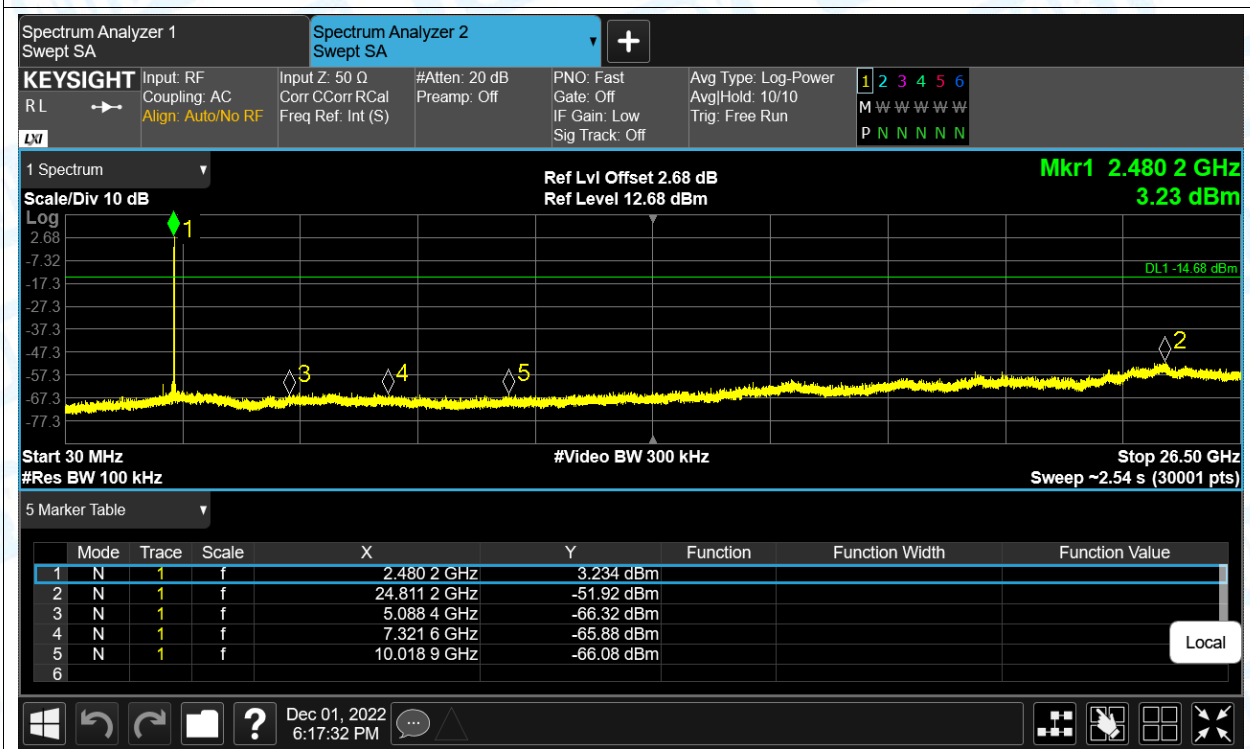 Spectrum Analyzer 1
Swept SA
Spectrum Analyzer 2
Swept SA
▼
+
KEYSIGHT
RL
LXI
Input: RF
Coupling: AC
Align: Auto/No RF
Input Z: 50 Ω
Corr CCorr RCal
Freq Ref: Int (S)
#Atten: 20 dB
Preamp: Off
PNO: Fast
Gate: Off
IF Gain: Low
Sig Track: Off
Avg Type: Log-Power
Avg|Hold: 10/10
Trig: Free Run
1 2 3 4 5 6
M W W W W W
P N N N N N
1 Spectrum ▼
Scale/Div 10 dB
Ref Lvl Offset 2.68 dB
Ref Level 12.68 dBm
Mkr1 2.480 2 GHz
3.23 dBm
Log
2.68
-7.32
-17.3
-27.3
-37.3
-47.3
-57.3
-67.3
-77.3
1
DL1 -14.68 dBm
2
3
4
5
Start 30 MHz #Video BW 300 kHz Stop 26.50 GHz
#Res BW 100 kHz Sweep ~2.54 s (30001 pts)
5 Marker Table ▼
Mode Trace Scale X Y Function Function Width Function Value
1 N 1 f 2.480 2 GHz 3.234 dBm
2 N 1 f 24.811 2 GHz -51.92 dBm
3 N 1 f 5.088 4 GHz -66.32 dBm
4 N 1 f 7.321 6 GHz -65.88 dBm
5 N 1 f 10.018 9 GHz -66.08 dBm
6
Local
?
Dec 01, 2022
6:17:32 PM